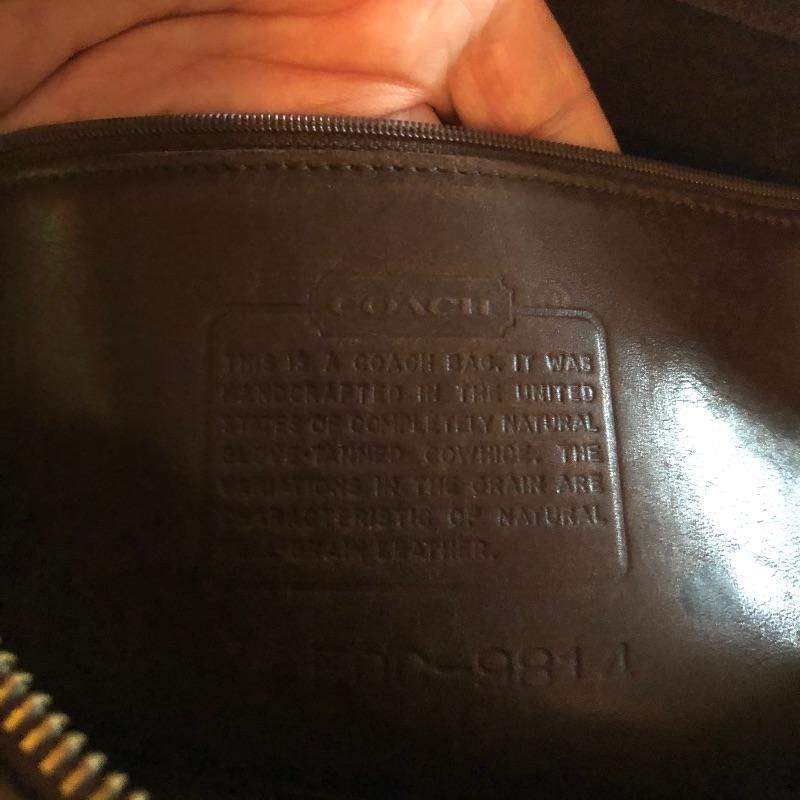 COACH ®
THIS IS A COACH BAG. IT WAS
HANDCRAFTED IN THE UNITED
STATES OF COMPLETELY NATURAL
GLOVE•TANNED COWHIDE. THE
VARIATIONS IN THE GRAIN ARE
CHARACTERISTIC OF NATURAL
FULL•GRAIN LEATHER.
-9814